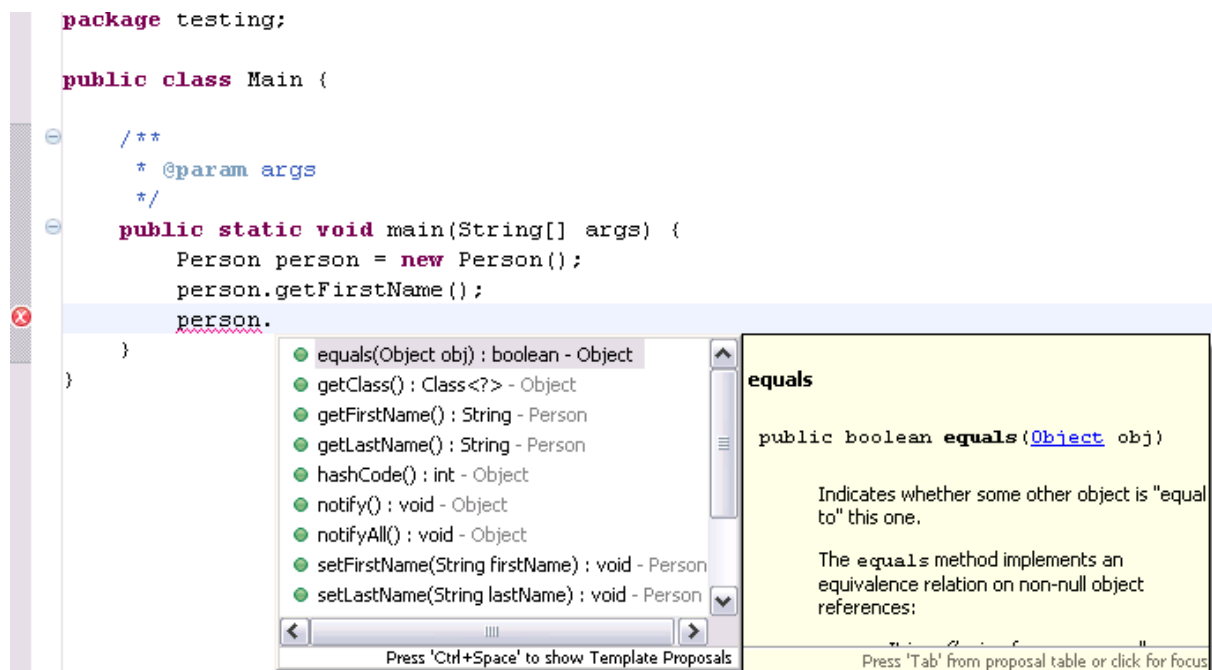 package testing;
public class Main {
/**
* @param args
*/
public static void main(String[] args) {
Person person = new Person();
person.getFirstName();
person.
}
}
equals(Object obj) : boolean - Object
getClass() : Class<?> - Object
getFirstName() : String - Person
getLastName() : String - Person
hashCode() : int - Object
notify() : void - Object
notifyAll() : void - Object
setFirstName(String firstName) : void - Person
setLastName(String lastName) : void - Person
Press 'Ctrl+Space' to show Template Proposals
equals
public boolean equals(Object obj)
Indicates whether some other object is "equal
to" this one.
The equals method implements an
equivalence relation on non-null object
references:
Press 'Tab' from proposal table or click for focus